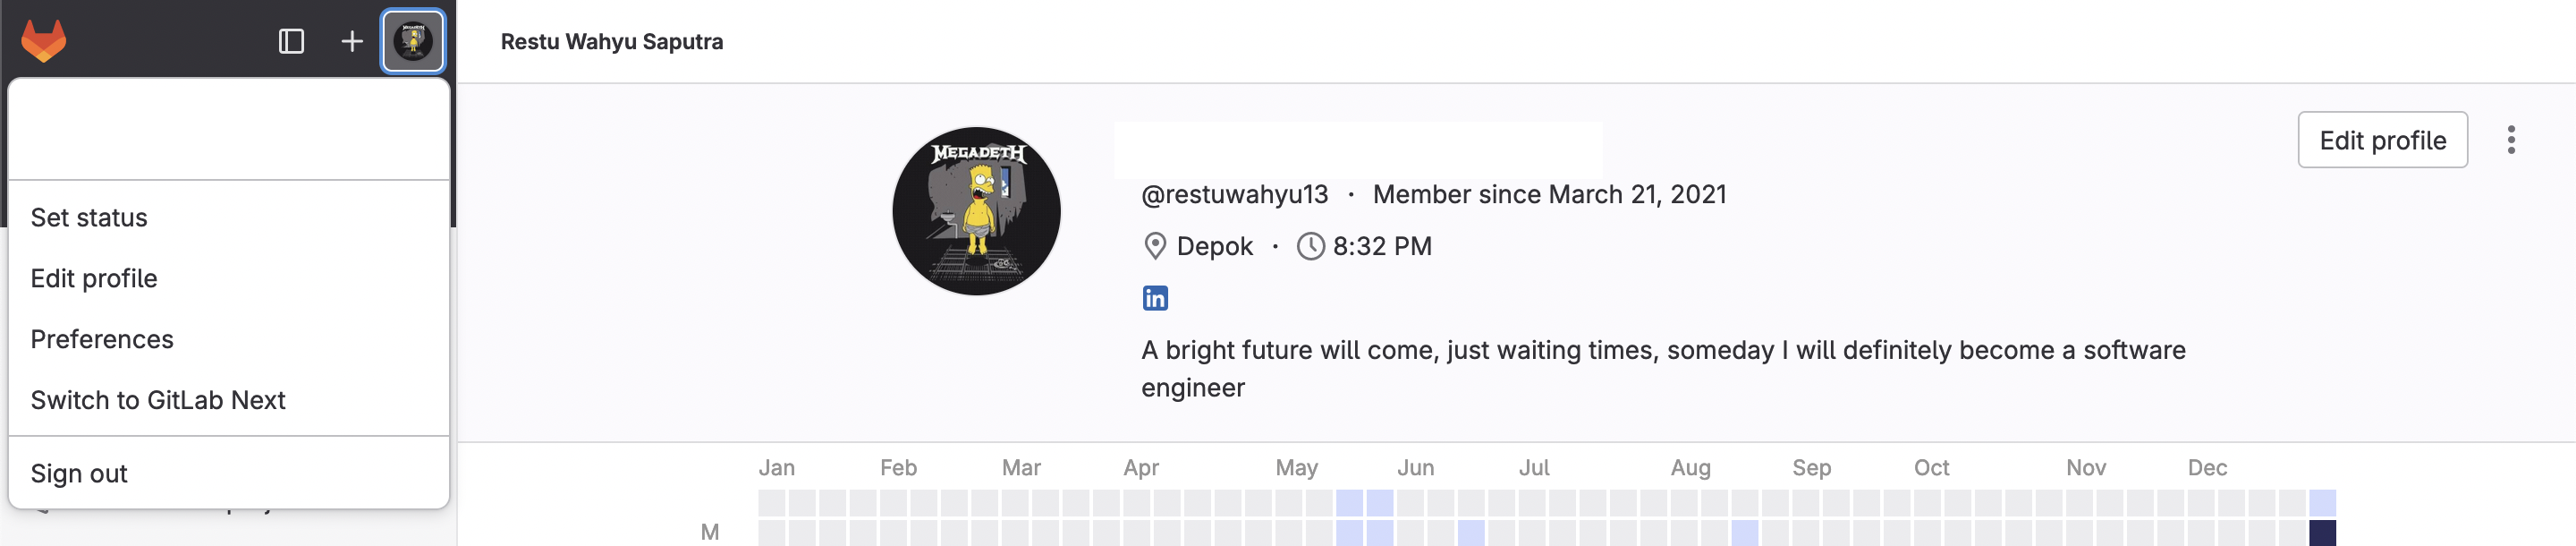 Restu Wahyu Saputra
Set status
Edit profile
Preferences
Switch to GitLab Next
Sign out
MEGADETH
Edit profile
@restuwahyu13 · Member since March 21, 2021
Depok · 8:32 PM
in
A bright future will come, just waiting times, someday I will definitely become a software
engineer
Jan Feb Mar Apr May Jun Jul Aug Sep Oct Nov Dec
M